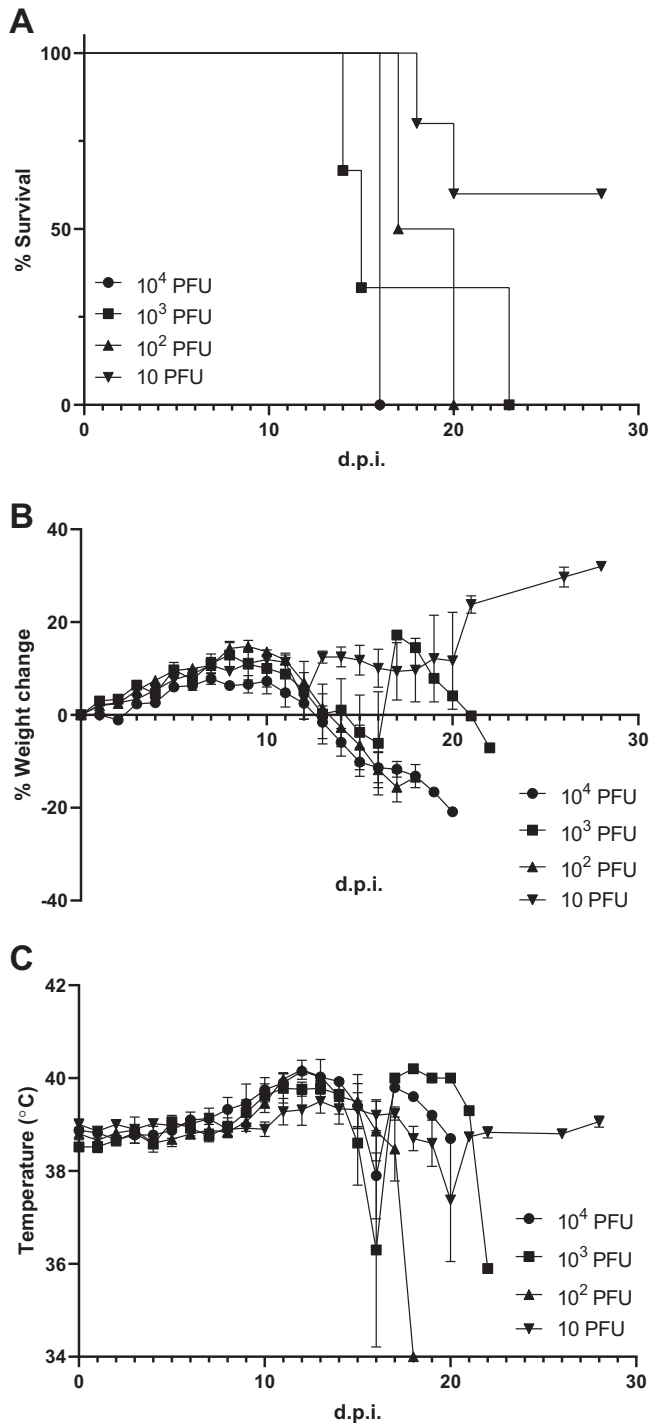 A
100
50
0
% Survival
10⁴ PFU
10³ PFU
10² PFU
10 PFU
0 10 20 30
d.p.i.
B
40
20
0
-20
-40
% Weight change
10 20 30
10⁴ PFU
10³ PFU
10² PFU
10 PFU
d.p.i.
C
42
40
38
36
34
Temperature (°C)
10⁴ PFU
10³ PFU
10² PFU
10 PFU
0 10 20 30
d.p.i.